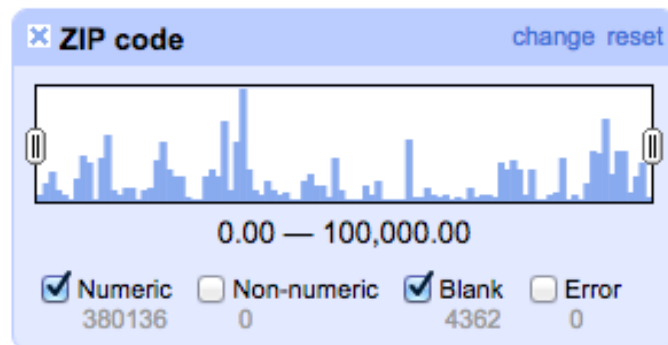 ZIP code change reset
0.00 — 100,000.00
Numeric Non-numeric Blank Error
380136 0 4362 0